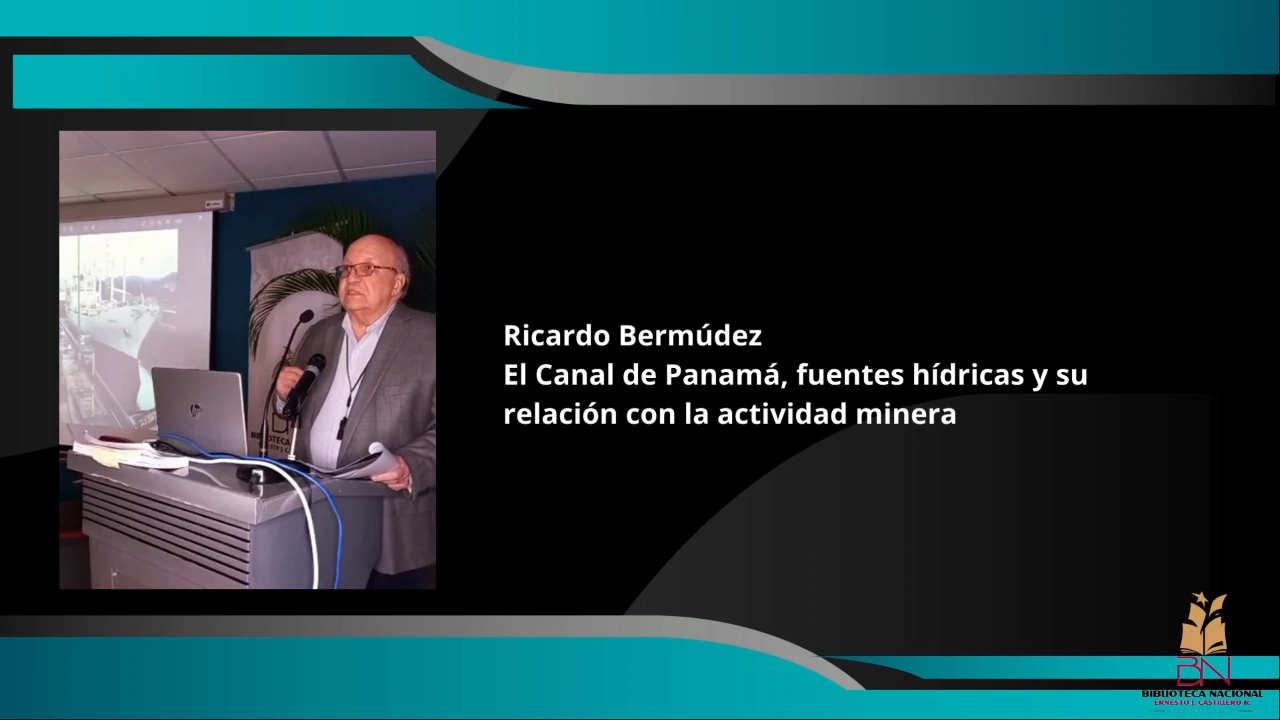 Ricardo Bermúdez
El Canal de Panamá, fuentes hídricas y su
relación con la actividad minera
hp
BN
BIBLIOTECA NACIONAL
ERNESTO J. CASTILLERO R.